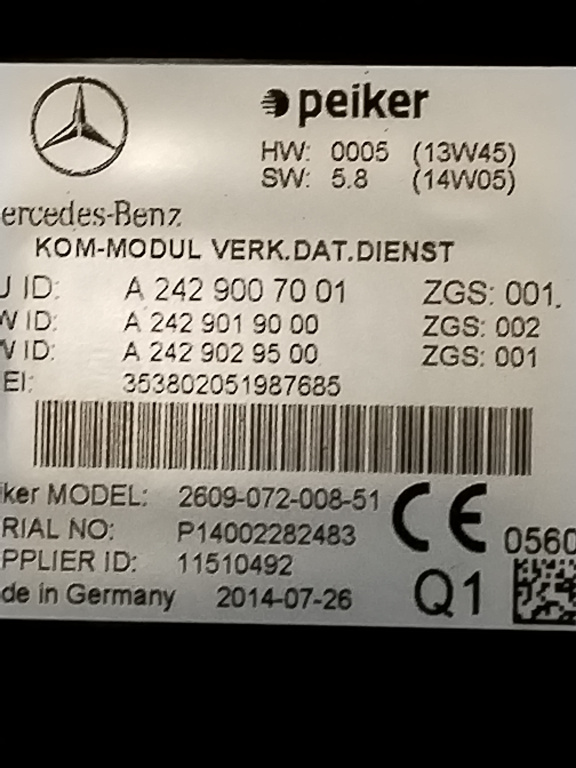 peiker
HW: 0005 (13W45)
SW: 5.8 (14W05)
ercedes-Benz
KOM-MODUL VERK.DAT.DIENST
U ID: A 242 900 70 01 ZGS: 001.
W ID: A 242 901 90 00 ZGS: 002
W ID: A 242 902 95 00 ZGS: 001
EI: 353802051987685
ker MODEL: 2609-072-008-51
RIAL NO: P14002282483
PPLIER ID: 11510492
CE 0560
de in Germany 2014-07-26 Q1